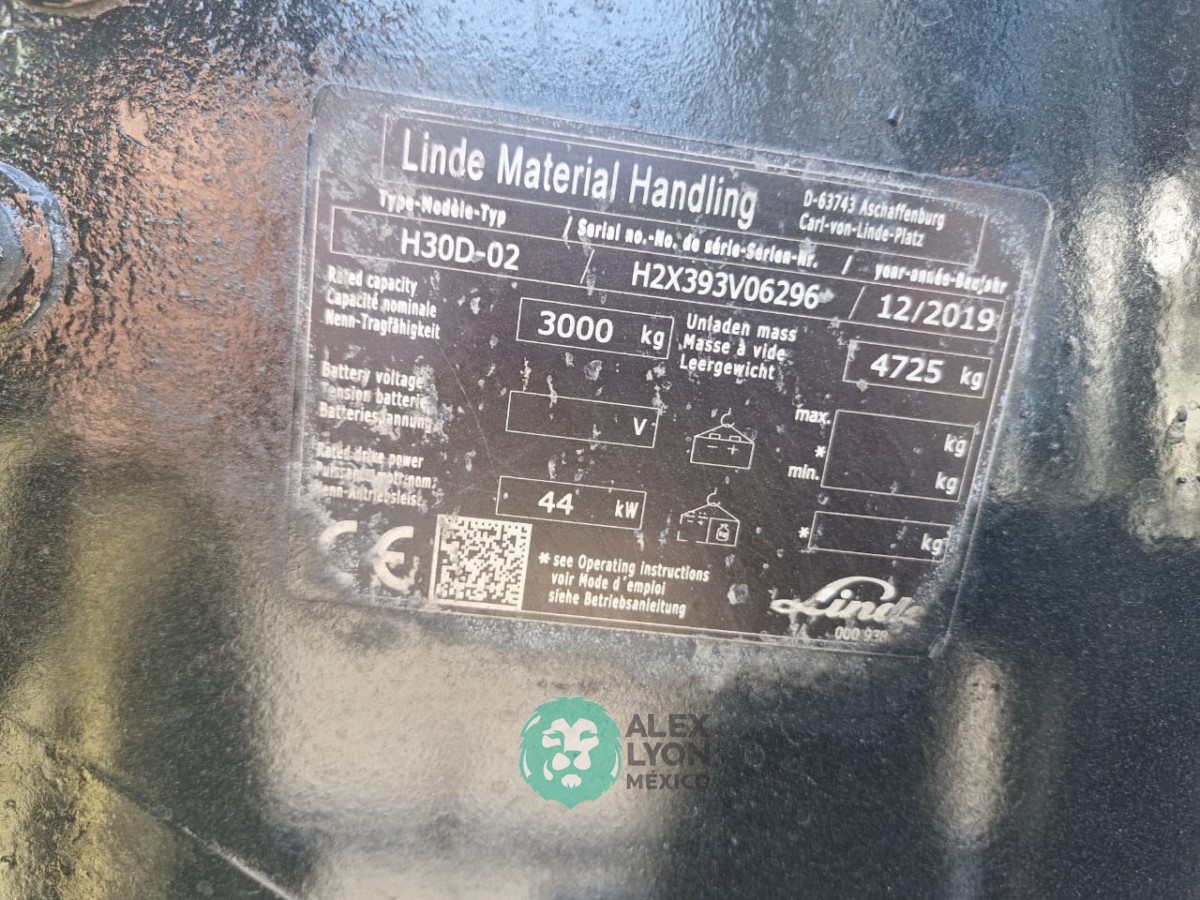 Linde Material Handling
D-63743 Aschaffenburg
Carl-von-Linde-Platz
Type-Modèle-Typ / Serial no.-No. de série-Serien-Nr. / year-année-Baujahr
H30D-02 / H2X393V06296 / 12/2019
Rated capacity
Capacité nominale
Nenn-Tragfähigkeit
3000 kg
Unladen mass
Masse à vide
Leergewicht
4725 kg
Battery voltage
Tension batterie
Batteriespannung
V
max. kg
*
min. kg
Rated drive power
44 kW
* kg
CE
* see Operating Instructions
voir Mode d'emploi
siehe Betriebsanleitung
Linde
000 930
ALEX
LYON
MÉXICO